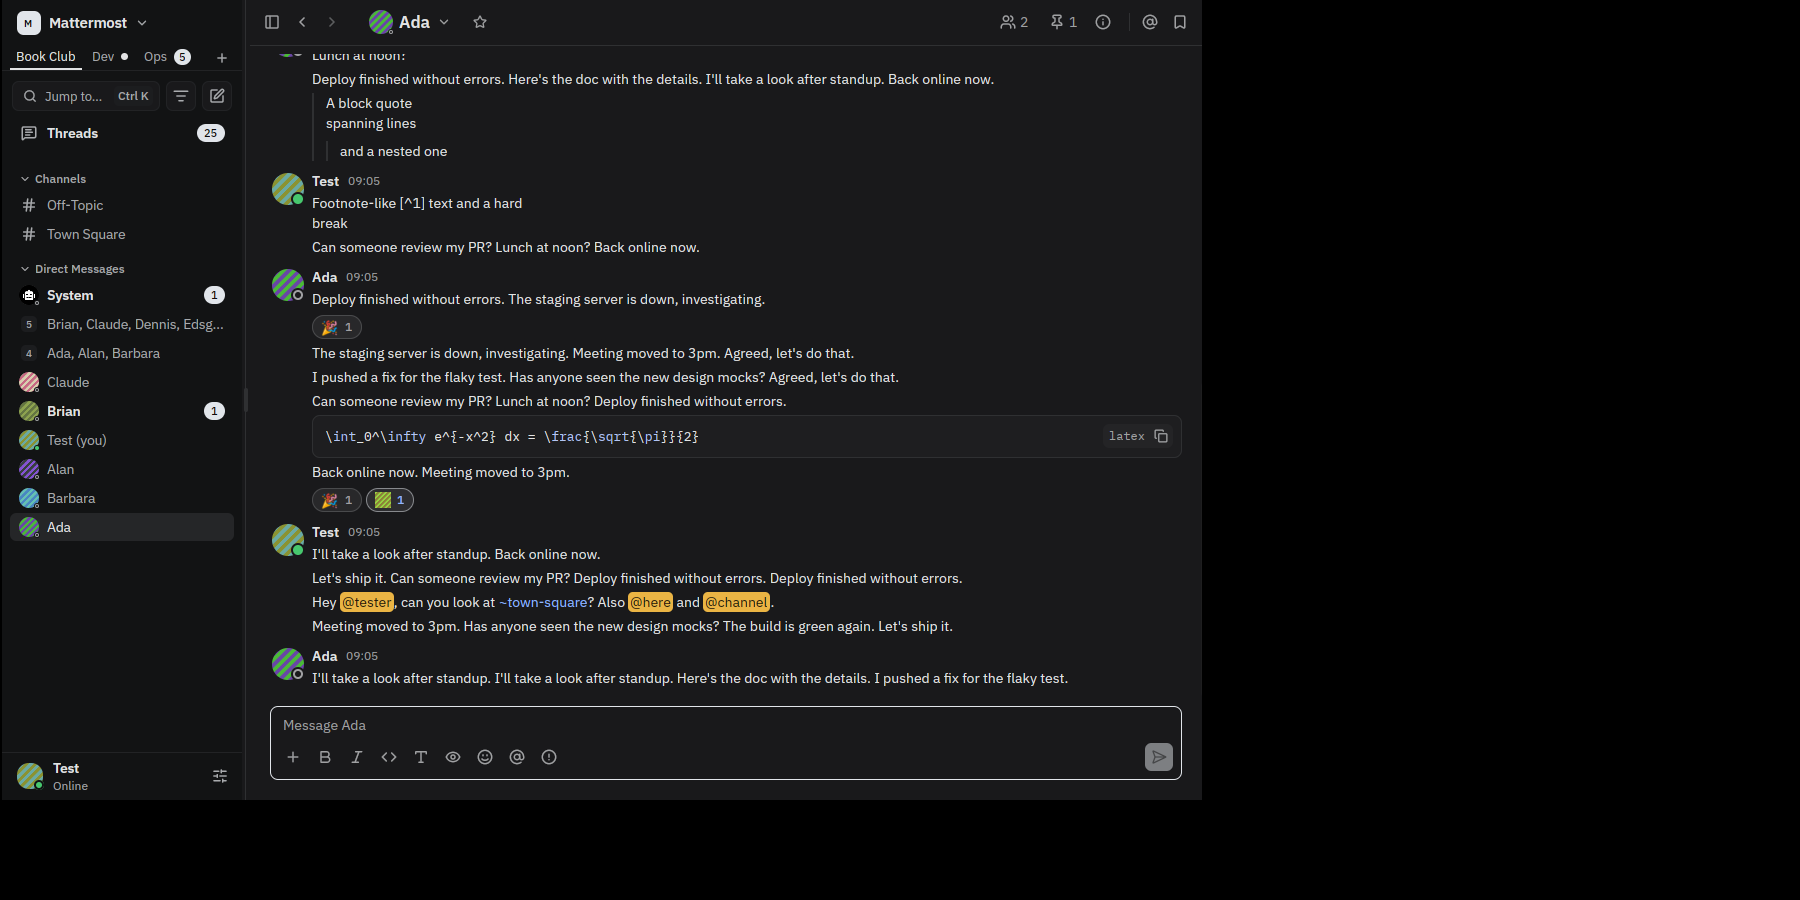 M Mattermost
Book Club Dev Ops 5
Jump to... Ctrl K
Threads 25
Channels
Off-Topic
Town Square
Direct Messages
System 1
5 Brian, Claude, Dennis, Edsg...
4 Ada, Alan, Barbara
Claude
Brian 1
Test (you)
Alan
Barbara
Ada
Test
Online
Ada
2
1
Lunch at noon?
Deploy finished without errors. Here's the doc with the details. I'll take a look after standup. Back online now.
A block quote
spanning lines
and a nested one
Test 09:05
Footnote-like [^1] text and a hard
break
Can someone review my PR? Lunch at noon? Back online now.
Ada 09:05
Deploy finished without errors. The staging server is down, investigating.
🎉 1
The staging server is down, investigating. Meeting moved to 3pm. Agreed, let's do that.
I pushed a fix for the flaky test. Has anyone seen the new design mocks? Agreed, let's do that.
Can someone review my PR? Lunch at noon? Deploy finished without errors.
\int_0^\infty e^{-x^2} dx = \frac{\sqrt{\pi}}{2} latex
Back online now. Meeting moved to 3pm.
🎉 1 1
Test 09:05
I'll take a look after standup. Back online now.
Let's ship it. Can someone review my PR? Deploy finished without errors. Deploy finished without errors.
Hey @tester, can you look at ~town-square? Also @here and @channel.
Meeting moved to 3pm. Has anyone seen the new design mocks? The build is green again. Let's ship it.
Ada 09:05
I'll take a look after standup. I'll take a look after standup. Here's the doc with the details. I pushed a fix for the flaky test.
Message Ada